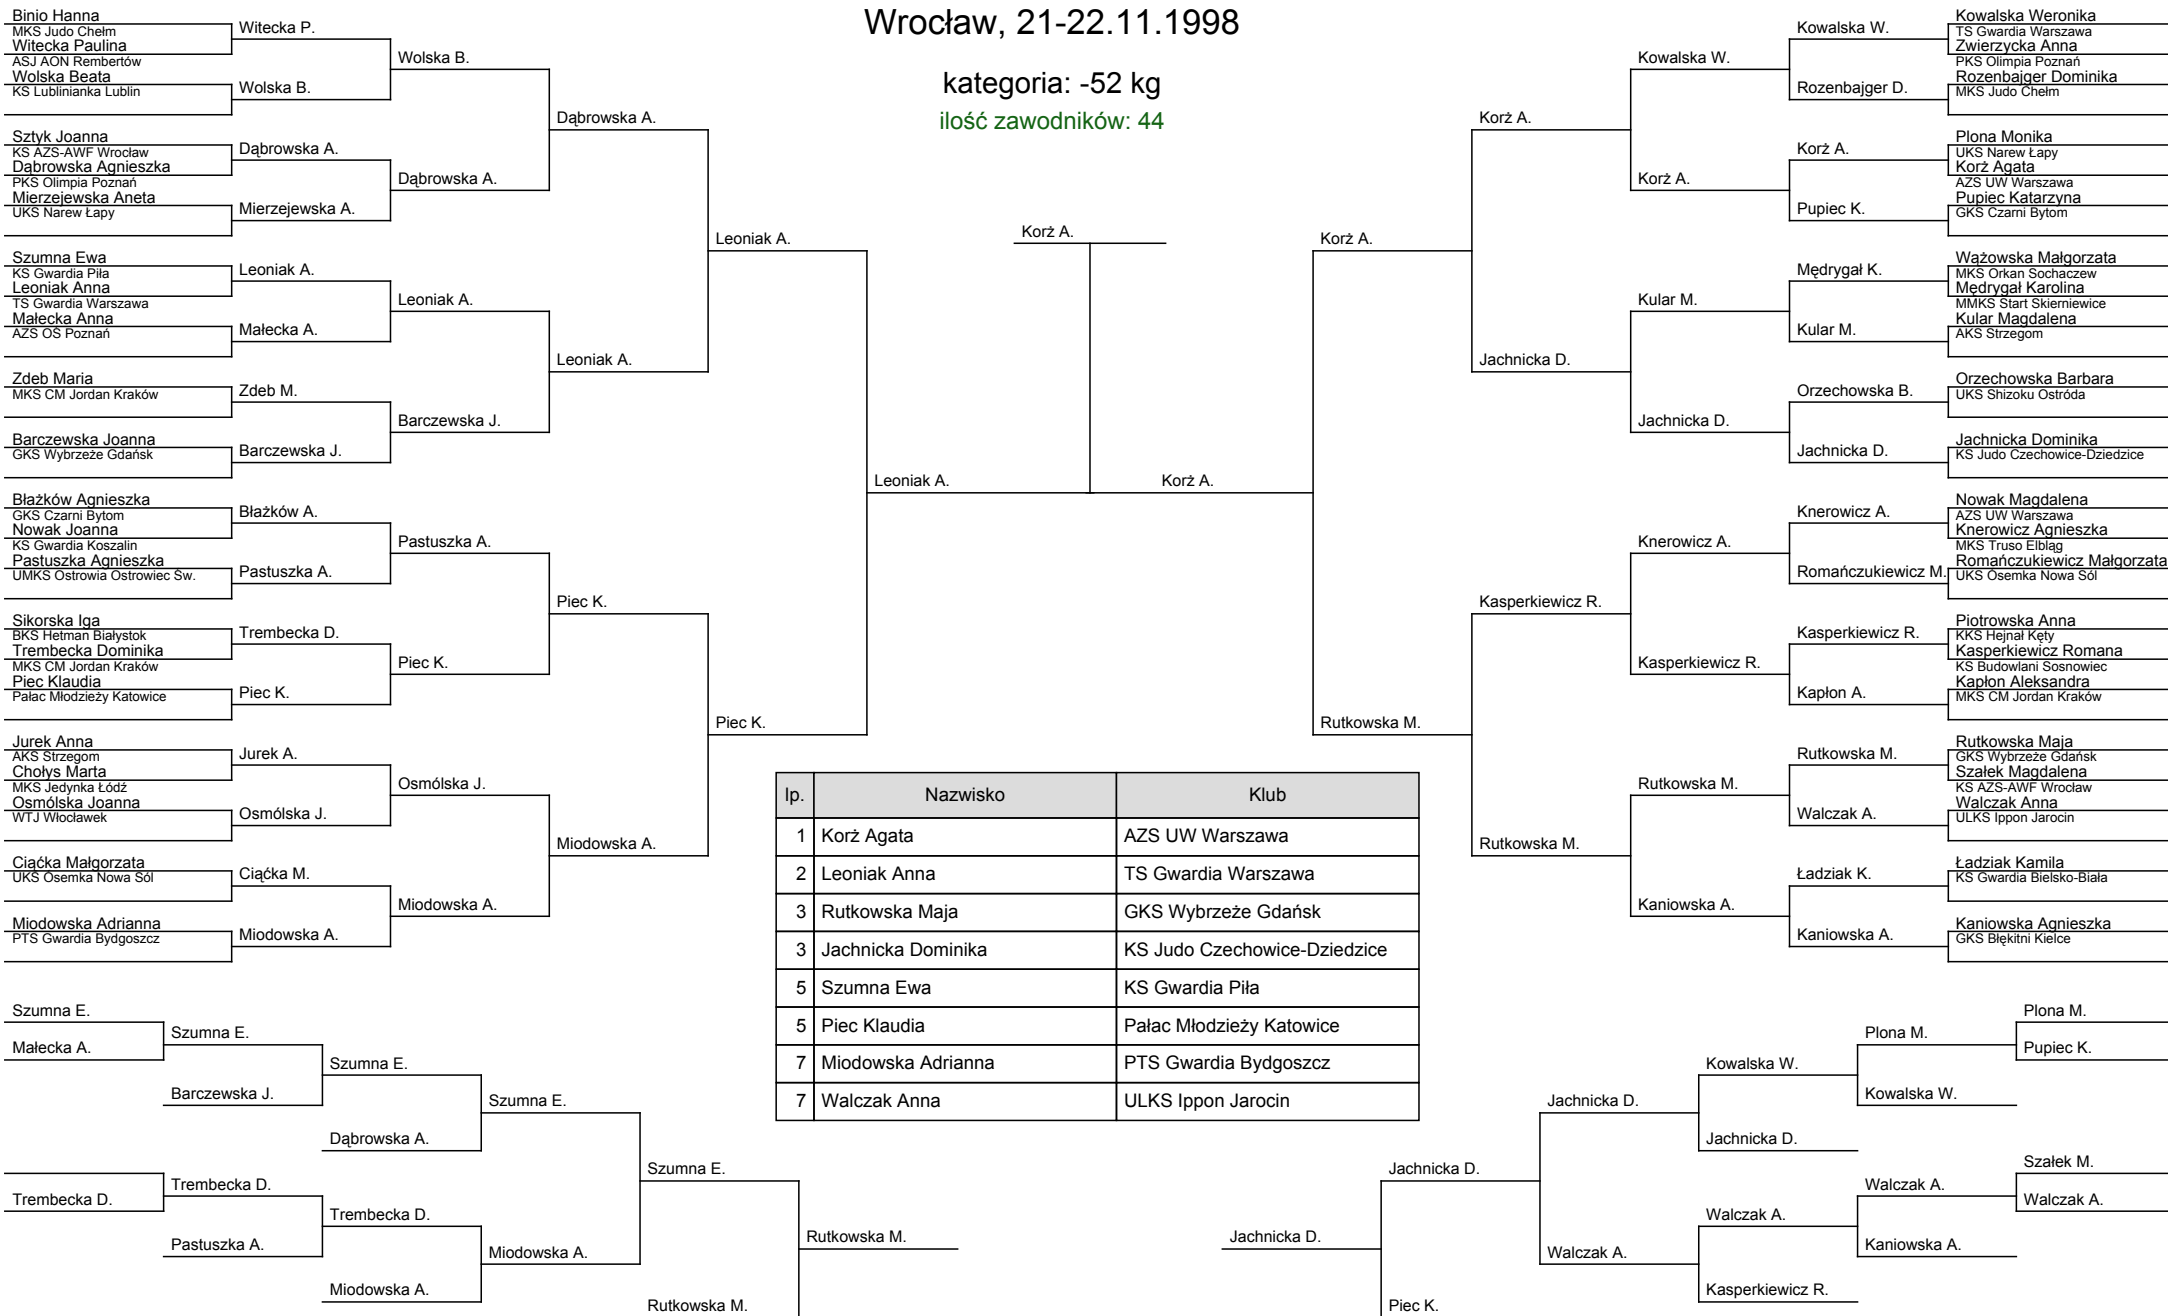 Wrocław, 21-22.11.1998
kategoria: -52 kg
ilość zawodników: 44
Binio Hanna
MKS Judo Chełm
Witecka Paulina
ASJ AON Rembertów
Wolska Beata
KS Lublinianka Lublin
Sztyk Joanna
KS AZS-AWF Wrocław
Dąbrowska Agnieszka
PKS Olimpia Poznań
Mierzejewska Aneta
UKS Narew Łapy
Szumna Ewa
KS Gwardia Piła
Leoniak Anna
TS Gwardia Warszawa
Małecka Anna
AZS OŚ Poznań
Zdeb Maria
MKS CM Jordan Kraków
Barczewska Joanna
GKS Wybrzeże Gdańsk
Błażków Agnieszka
GKS Czarni Bytom
Nowak Joanna
KS Gwardia Koszalin
Pastuszka Agnieszka
UMKS Ostrowia Ostrowiec Św.
Sikorska Iga
BKS Hetman Białystok
Trembecka Dominika
MKS CM Jordan Kraków
Piec Klaudia
Pałac Młodzieży Katowice
Jurek Anna
AKS Strzegom
Chołys Marta
MKS Jedynka Łódź
Osmólska Joanna
WTJ Włocławek
Ciąćka Małgorzata
UKS Ósemka Nowa Sól
Miodowska Adrianna
PTS Gwardia Bydgoszcz
Witecka P.
Wolska B.
Dąbrowska A.
Mierzejewska A.
Leoniak A.
Małecka A.
Zdeb M.
Barczewska J.
Błażków A.
Pastuszka A.
Trembecka D.
Piec K.
Jurek A.
Osmólska J.
Ciąćka M.
Miodowska A.
Wolska B.
Dąbrowska A.
Leoniak A.
Barczewska J.
Pastuszka A.
Piec K.
Osmólska J.
Miodowska A.
Dąbrowska A.
Leoniak A.
Piec K.
Miodowska A.
Leoniak A.
Piec K.
Leoniak A.
Korż A.
Korż A.
Korż A.
Rutkowska M.
Korż A.
Jachnicka D.
Kasperkiewicz R.
Rutkowska M.
Kowalska W.
Korż A.
Kular M.
Jachnicka D.
Knerowicz A.
Kasperkiewicz R.
Rutkowska M.
Kaniowska A.
Kowalska W.
Rozenbajger D.
Korż A.
Pupiec K.
Mędrygał K.
Kular M.
Orzechowska B.
Jachnicka D.
Knerowicz A.
Romańczukiewicz M.
Kasperkiewicz R.
Kapłon A.
Rutkowska M.
Walczak A.
Ładziak K.
Kaniowska A.
Kowalska Weronika
TS Gwardia Warszawa
Zwierzycka Anna
PKS Olimpia Poznań
Rozenbajger Dominika
MKS Judo Chełm
Plona Monika
UKS Narew Łapy
Korż Agata
AZS UW Warszawa
Pupiec Katarzyna
GKS Czarni Bytom
Wążowska Małgorzata
MKS Orkan Sochaczew
Mędrygał Karolina
MMKS Start Skierniewice
Kular Magdalena
AKS Strzegom
Orzechowska Barbara
UKS Shizoku Ostróda
Jachnicka Dominika
KS Judo Czechowice-Dziedzice
Nowak Magdalena
AZS UW Warszawa
Knerowicz Agnieszka
MKS Truso Elbląg
Romańczukiewicz Małgorzata
UKS Ósemka Nowa Sól
Piotrowska Anna
KKS Hejnał Kęty
Kasperkiewicz Romana
KS Budowlani Sosnowiec
Kapłon Aleksandra
MKS CM Jordan Kraków
Rutkowska Maja
GKS Wybrzeże Gdańsk
Szałek Magdalena
KS AZS-AWF Wrocław
Walczak Anna
ULKS Ippon Jarocin
Ładziak Kamila
KS Gwardia Bielsko-Biała
Kaniowska Agnieszka
GKS Błękitni Kielce
lp. Nazwisko Klub
1 Korż Agata AZS UW Warszawa
2 Leoniak Anna TS Gwardia Warszawa
3 Rutkowska Maja GKS Wybrzeże Gdańsk
3 Jachnicka Dominika KS Judo Czechowice-Dziedzice
5 Szumna Ewa KS Gwardia Piła
5 Piec Klaudia Pałac Młodzieży Katowice
7 Miodowska Adrianna PTS Gwardia Bydgoszcz
7 Walczak Anna ULKS Ippon Jarocin
Szumna E.
Małecka A.
Trembecka D.
Szumna E.
Barczewska J.
Trembecka D.
Pastuszka A.
Szumna E.
Dąbrowska A.
Trembecka D.
Miodowska A.
Szumna E.
Miodowska A.
Szumna E.
Rutkowska M.
Rutkowska M.
Jachnicka D.
Jachnicka D.
Piec K.
Jachnicka D.
Walczak A.
Kowalska W.
Jachnicka D.
Walczak A.
Kasperkiewicz R.
Plona M.
Kowalska W.
Walczak A.
Kaniowska A.
Plona M.
Pupiec K.
Szałek M.
Walczak A.